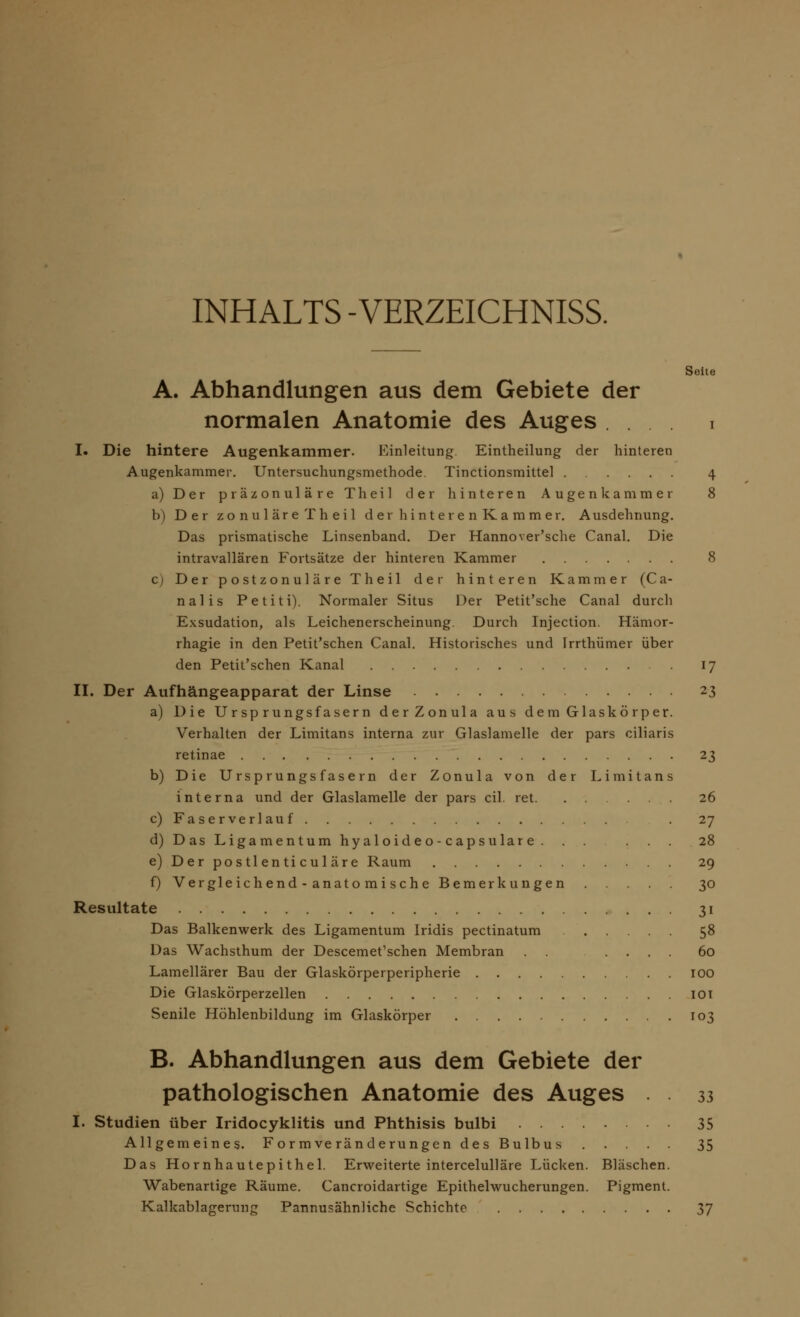 INHALTS-VERZEICHNISS.
Seite
A. Abhandlungen aus dem Gebiete der
normalen Anatomie des Auges . . . . 1
I. Die hintere Augenkammer. Einleitung. Eintheilung der hinteren
Augenkammer. Untersuchungsmethode. Tinctionsmittel . . . . . . 4
a) Der präzonuläre Theil der hinteren Augenkammer 8
b) Der zonuläre Theil der hinteren Kammer. Ausdehnung.
Das prismatische Linsenband. Der Hannover'sche Canal. Die
intravallären Fortsätze der hinteren Kammer . . . . . . . 8
c) Der postzonuläre Theil der hinteren Kammer (Ca-
nalis Petiti). Normaler Situs Der Petit'sche Canal durch
Exsudation, als Leichenerscheinung. Durch Injection. Hämor-
rhagie in den Petit'schen Canal. Historisches und Irrthümer über
den Petit'schen Kanal . . . . . . . . . . . . . . . 17
II. Der Aufhängeapparat der Linse . . . . . . . . . . . . . 23
a) Die Ursprungsfasern der Zonula aus dem Glaskörper.
Verhalten der Limitans interna zur Glaslamelle der pars ciliaris
retinae . . . . . . . . . . . . . . . . . . . . . 23
b) Die Ursprungsfasern der Zonula von der Limitans
interna und der Glaslamelle der pars cil. ret. . . . . . . 26
c) Faserverlauf . . . . . . . . . . . . . . . . 27
d) Das Ligamentum hyaloideo-capsulare . . . . . . 28
e) Der postlenticuläre Raum . . . . . . . . . . . . 29
f) Vergleichend-anatomische Bemerkungen . . . . . 30
Resultate . . . . . . . . . . . . . . . . . . . . . . . . 31
Das Balkenwerk des Ligamentum Iridis pectinatum . . . . . . 58
Das Wachsthum der Descemet'schen Membran . . . . . . 60
Lamellärer Bau der Glaskörperperipherie . . . . . . . . . . 100
Die Glaskörperzellen . . . . . . . . . . . . . . . . . 101
Senile Höhlenbildung im Glaskörper . . . . . . . . . . . 103
B. Abhandlungen aus dem Gebiete der
pathologischen Anatomie des Auges . . 33
I. Studien über Iridocyklitis und Phthisis bulbi . . . . . . . . 35
Allgemeines. Formveränderungen des Bulbus . . . . . 35
Das Hornhautepithel. Erweiterte intercelulläre Lücken. Bläschen.
Wabenartige Räume. Cancroidartige Epithelwucherungen. Pigment.
Kalkablagerung Pannusähnliche Schichte . . . . . . . . . 37